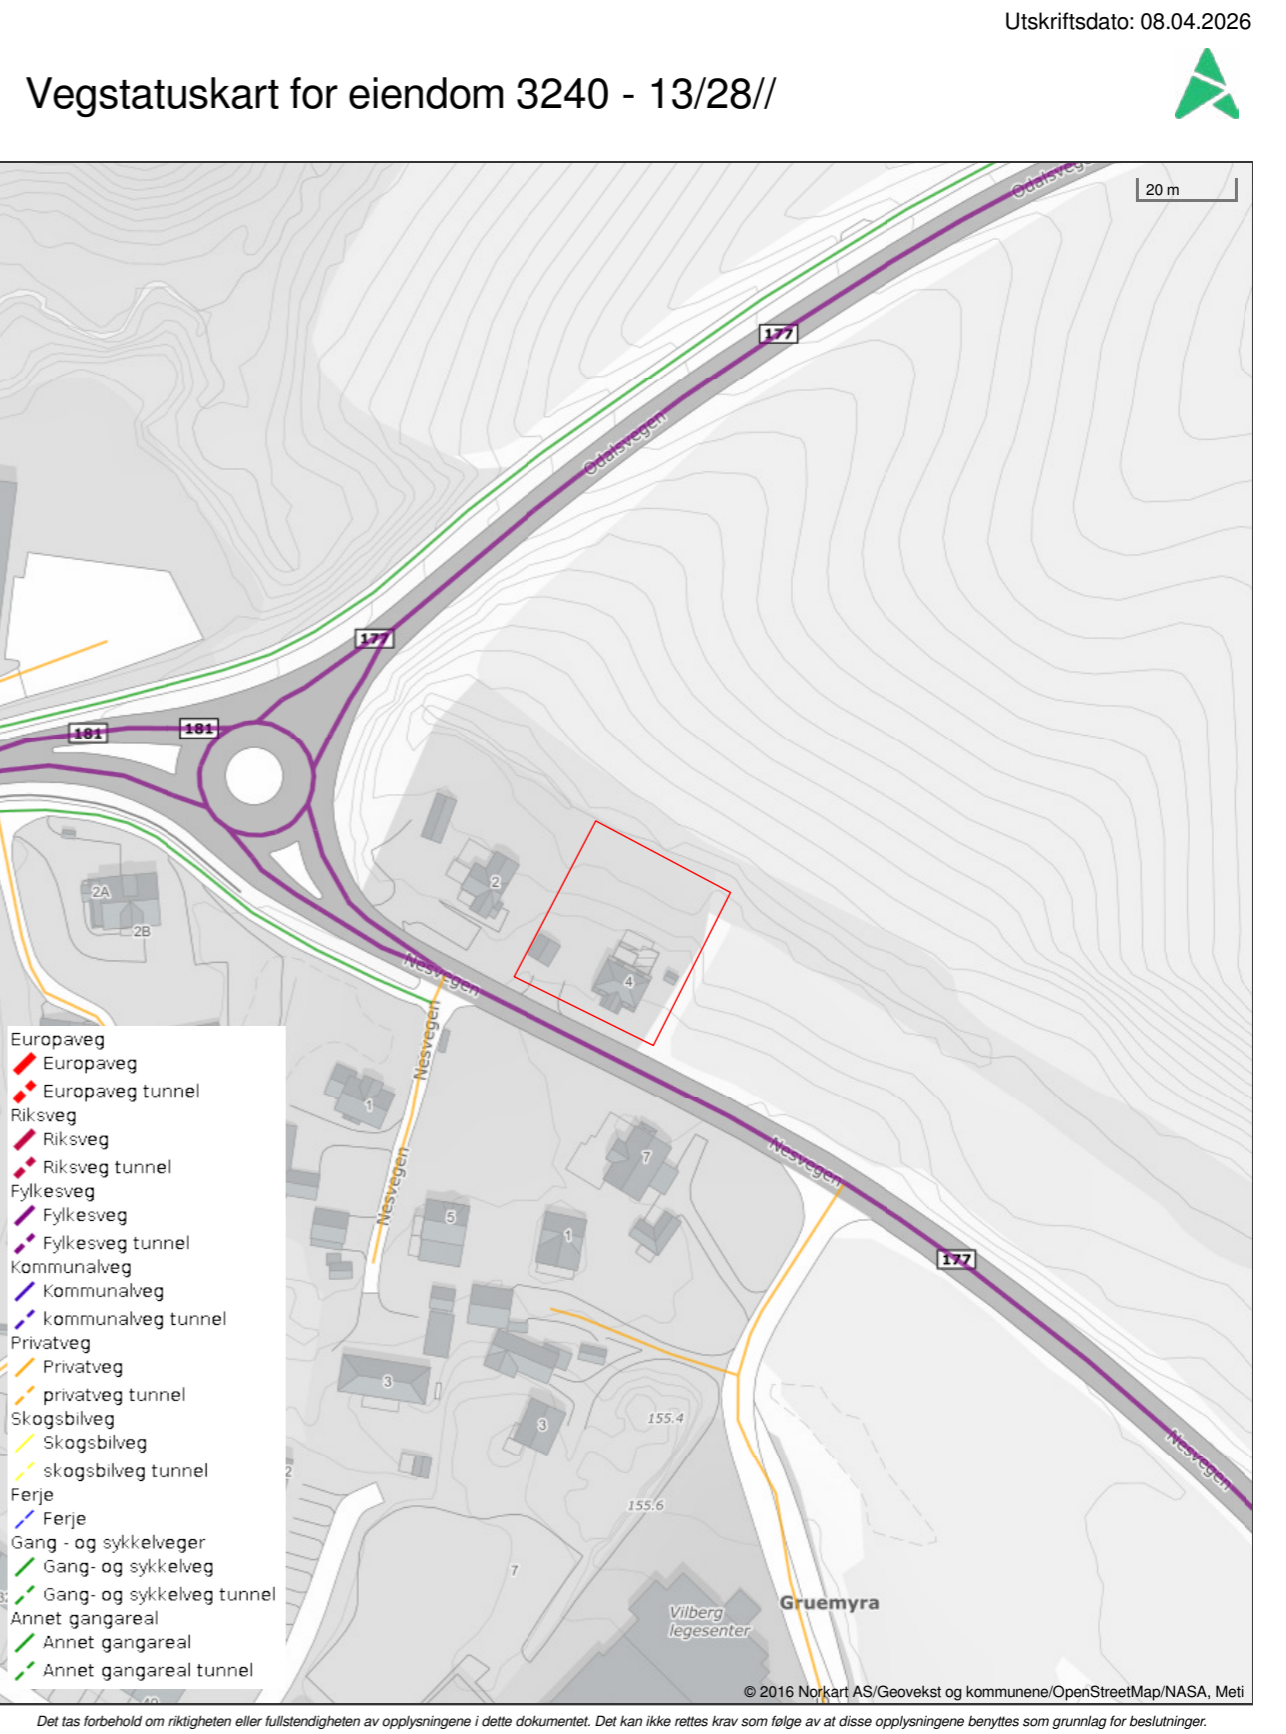 Utskriftsdato: 08.04.2026
Vegstatuskart for eiendom 3240 - 13/28//
Odalsveg
20 m
177
Odalsvegen
177
181
181
2
2A
2B
4
Nesvegen
Nesvegen
1
7
Nesvegen
Nesvegen
5
1
177
3
3
155.4
Nesvegen
2
155.6
7
Vilberg
legesenter
Gruemyra
Europaveg
Europaveg
Europaveg tunnel
Riksveg
Riksveg
Riksveg tunnel
Fylkesveg
Fylkesveg
Fylkesveg tunnel
Kommunalveg
Kommunalveg
kommunalveg tunnel
Privatveg
Privatveg
privatveg tunnel
Skogsbilveg
Skogsbilveg
skogsbilveg tunnel
Ferje
Ferje
Gang - og sykkelveger
Gang- og sykkelveg
Gang- og sykkelveg tunnel
Annet gangareal
Annet gangareal
Annet gangareal tunnel
© 2016 Norkart AS/Geovekst og kommunene/OpenStreetMap/NASA, Meti
Det tas forbehold om riktigheten eller fullstendigheten av opplysningene i dette dokumentet. Det kan ikke rettes krav som følge av at disse opplysningene benyttes som grunnlag for beslutninger.